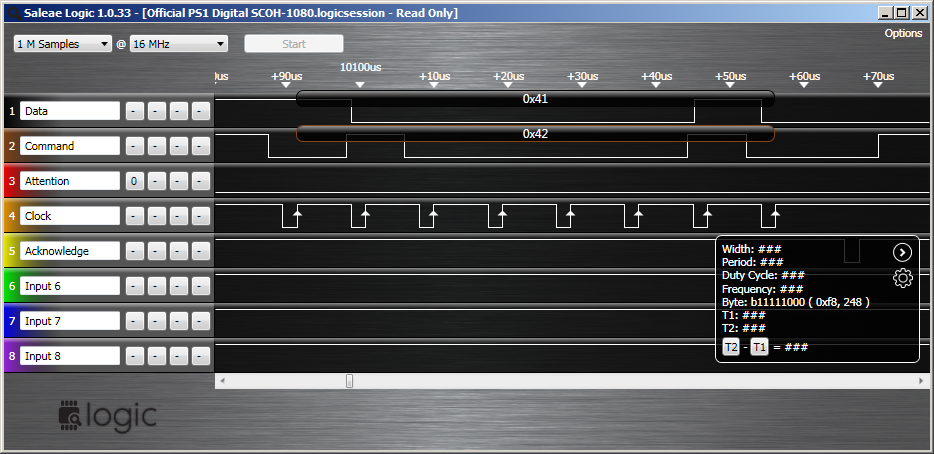 Saleae Logic 1.0.33 - [Official PS1 Digital SCOH-1080.logicsession - Read Only]
1 M Samples @ 16 MHz Start Options
0us +90us 10100us +10us +20us +30us +40us +50us +60us +70us
1 Data - - - - 0x41
2 Command - - - - 0x42
3 Attention 0 - - -
4 Clock - - - -
5 Acknowledge - - - -
6 Input 6 - - - -
7 Input 7 - - - -
8 Input 8 - - - -
Width: ###
Period: ###
Duty Cycle: ###
Frequency: ###
Byte: b11111000 ( 0xf8, 248 )
T1: ###
T2: ###
T2 - T1 = ###
logic